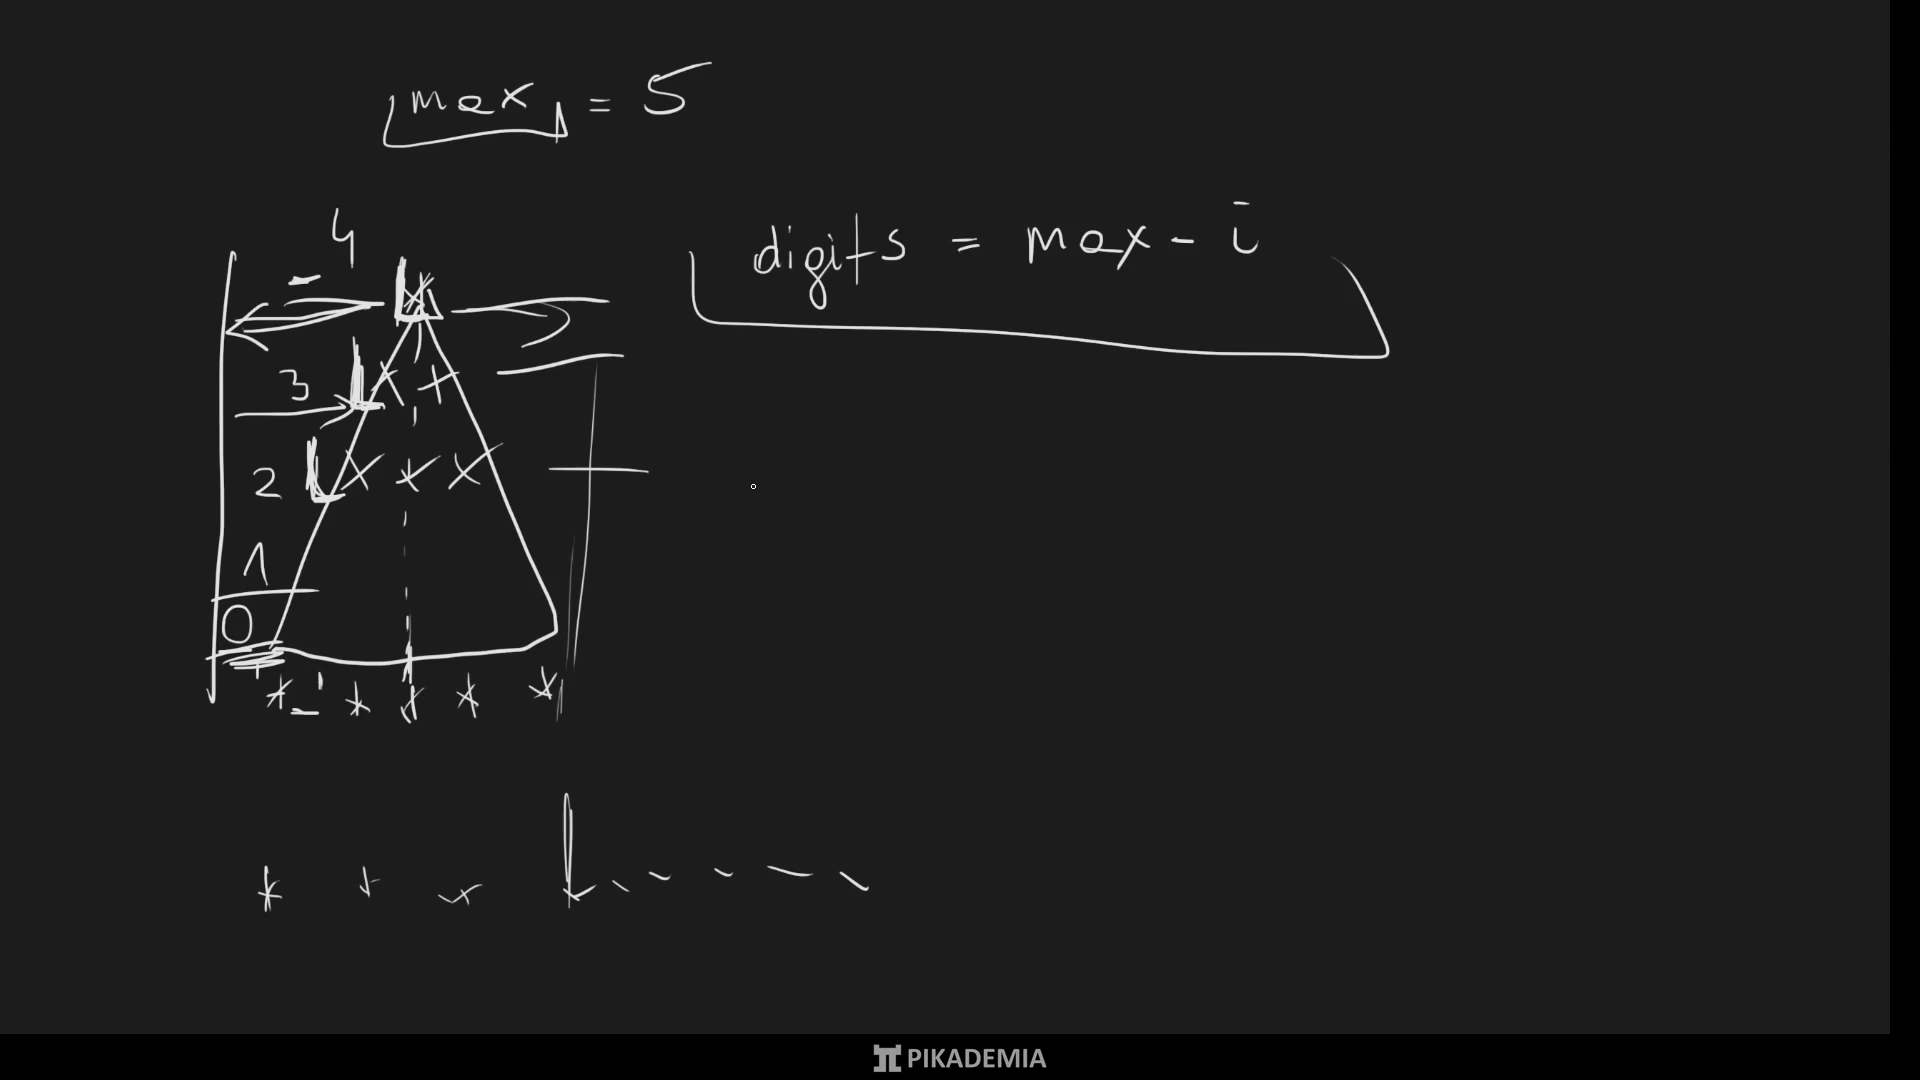 max = 5
4
digits = max - i
*
3 * *
2 * * *
1
0
* * * * *
* * *
PIKADEMIA